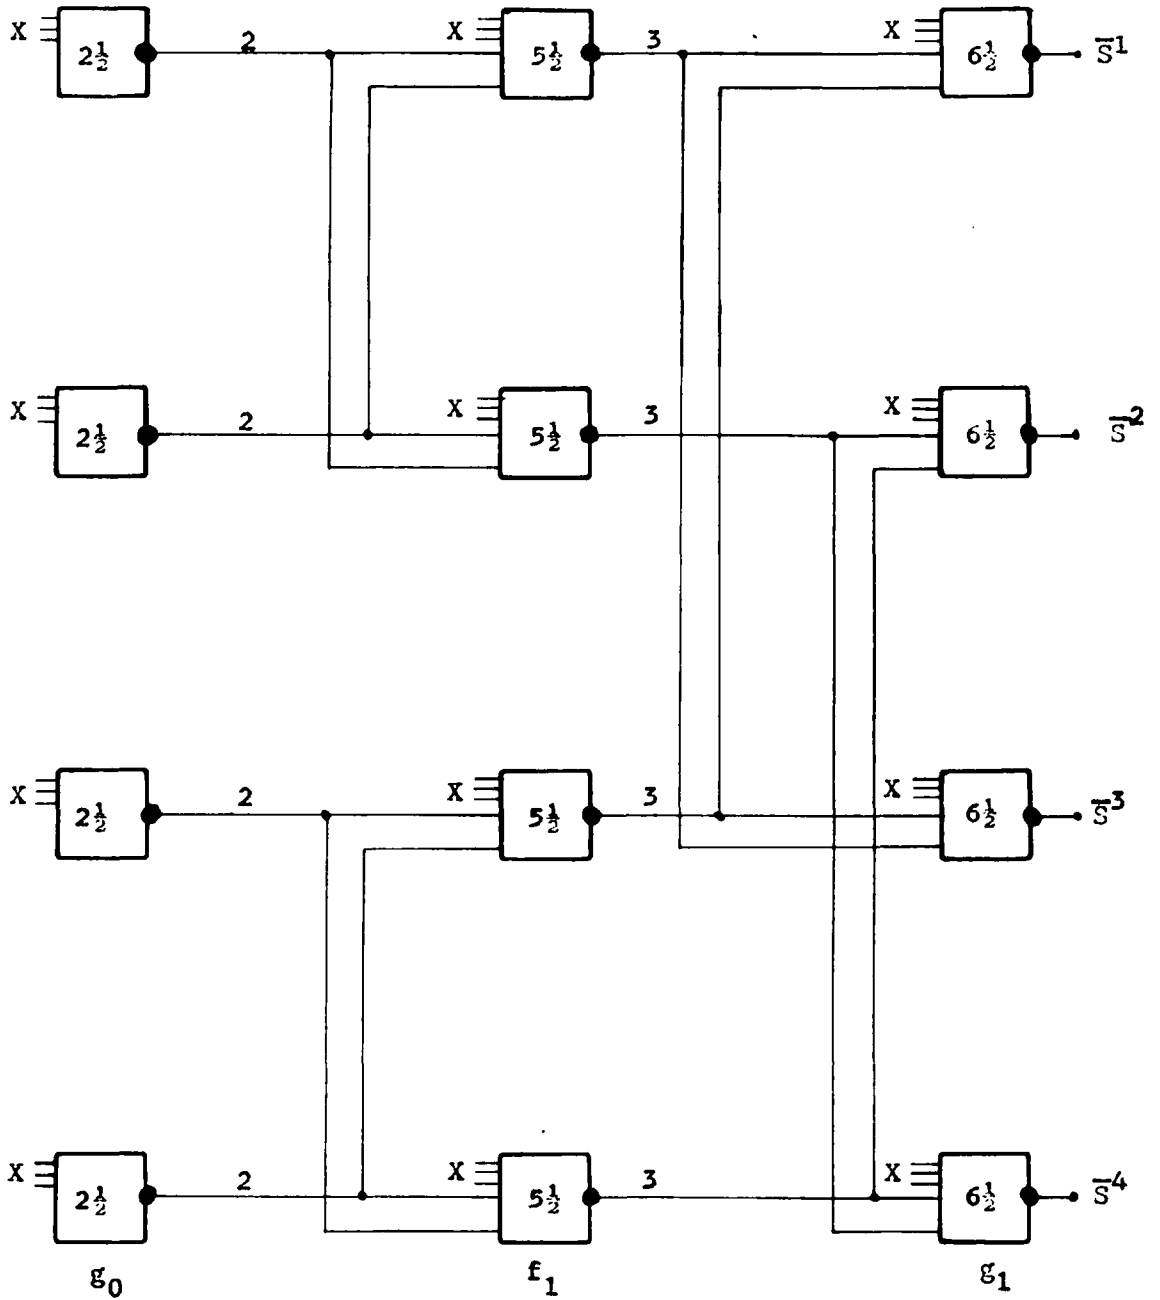 X 2½ 2 X 5½ 3 X 6½ S̅¹
X 2½ 2 X 5½ 3 X 6½ S̅²
X 2½ 2 X 5½ 3 X 6½ S̅³
X 2½ 2 X 5½ 3 X 6½ S̅⁴
g₀ f₁ g₁